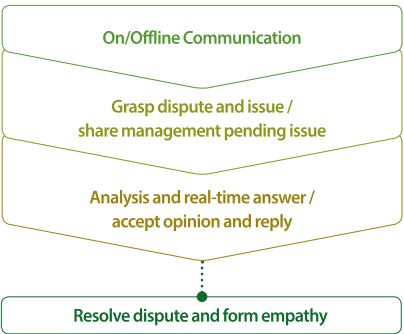 On/Offline Communication
Grasp dispute and issue /
share management pending issue
Analysis and real-time answer /
accept opinion and reply
Resolve dispute and form empathy